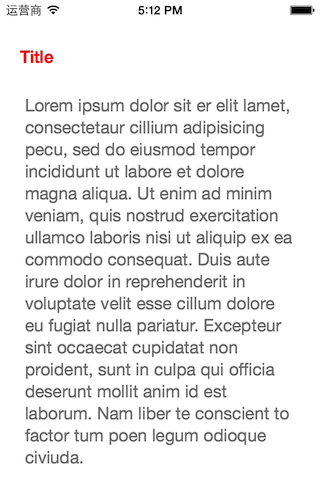 运营商 5:12 PM
Title
Lorem ipsum dolor sit er elit lamet,
consectetaur cillium adipisicing
pecu, sed do eiusmod tempor
incididunt ut labore et dolore
magna aliqua. Ut enim ad minim
veniam, quis nostrud exercitation
ullamco laboris nisi ut aliquip ex ea
commodo consequat. Duis aute
irure dolor in reprehenderit in
voluptate velit esse cillum dolore
eu fugiat nulla pariatur. Excepteur
sint occaecat cupidatat non
proident, sunt in culpa qui officia
deserunt mollit anim id est
laborum. Nam liber te conscient to
factor tum poen legum odioque
civiuda.